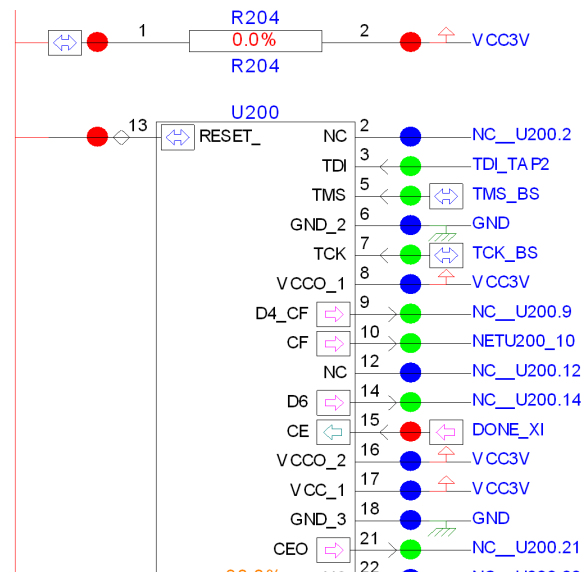 R204
1 0.0% 2 VCC3V
R204
U200
13 RESET_ NC 2 NC__U200.2
TDI 3 TDI_TAP2
TMS 5 TMS_BS
GND_2 6 GND
TCK 7 TCK_BS
VCCO_1 8 VCC3V
D4_CF 9 NC__U200.9
CF 10 NETU200_10
NC 12 NC__U200.12
D6 14 NC__U200.14
CE 15 DONE_XI
VCCO_2 16 VCC3V
VCC_1 17 VCC3V
GND_3 18 GND
CEO 21 NC__U200.21
22